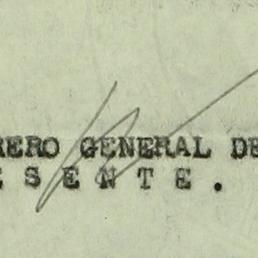 RERO GENERAL DE
E S E N T E .